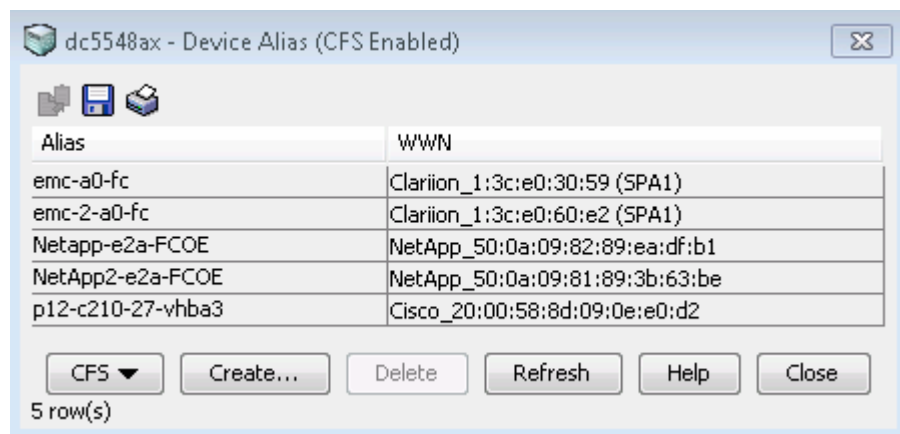 dc5548ax - Device Alias (CFS Enabled)
Alias WWN
emc-a0-fc Clariion_1:3c:e0:30:59 (SPA1)
emc-2-a0-fc Clariion_1:3c:e0:60:e2 (SPA1)
Netapp-e2a-FCOE NetApp_50:0a:09:82:89:ea:df:b1
NetApp2-e2a-FCOE NetApp_50:0a:09:81:89:3b:63:be
p12-c210-27-vhba3 Cisco_20:00:58:8d:09:0e:e0:d2
CFS Create... Delete Refresh Help Close
5 row(s)